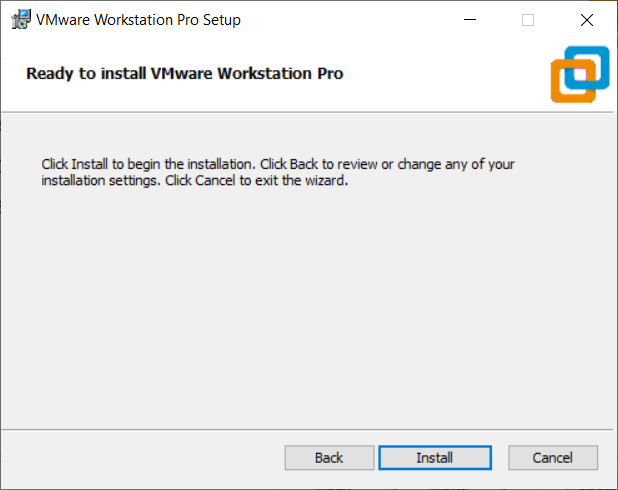 VMware Workstation Pro Setup
Ready to install VMware Workstation Pro
Click Install to begin the installation. Click Back to review or change any of your
installation settings. Click Cancel to exit the wizard.
Back Install Cancel